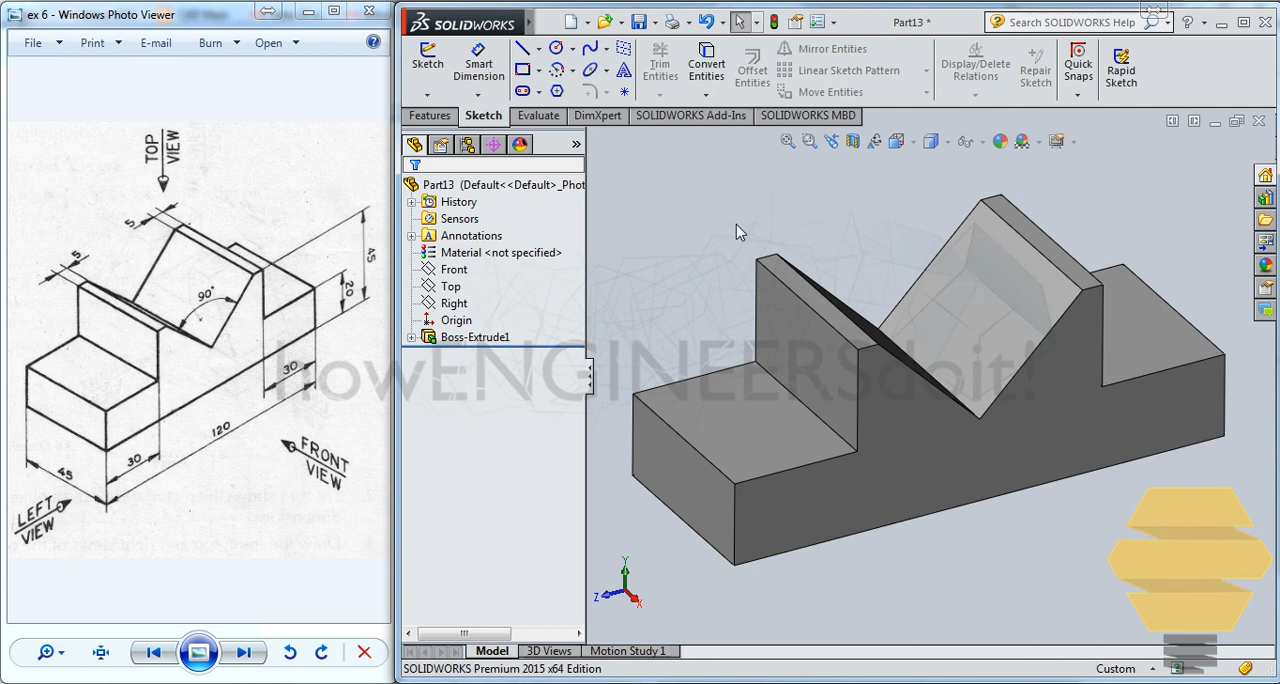 ex 6 - Windows Photo Viewer
File Print E-mail Burn Open
TOP
VIEW
5
5
45
20
90°
30
120
30
45
FRONT
VIEW
LEFT
VIEW
SOLIDWORKS
Part13 *
Search SOLIDWORKS Help
Sketch
Smart
Dimension
Trim
Entities
Convert
Entities
Offset
Entities
Mirror Entities
Linear Sketch Pattern
Move Entities
Display/Delete
Relations
Repair
Sketch
Quick
Snaps
Rapid
Sketch
Features Sketch Evaluate DimXpert SOLIDWORKS Add-Ins SOLIDWORKS MBD
Part13 (Default<<Default>_Phot
History
Sensors
Annotations
Material <not specified>
Front
Top
Right
Origin
Boss-Extrude1
howENGINEERSdoit!
Y
Z
X
Model 3D Views Motion Study 1
SOLIDWORKS Premium 2015 x64 Edition
Custom